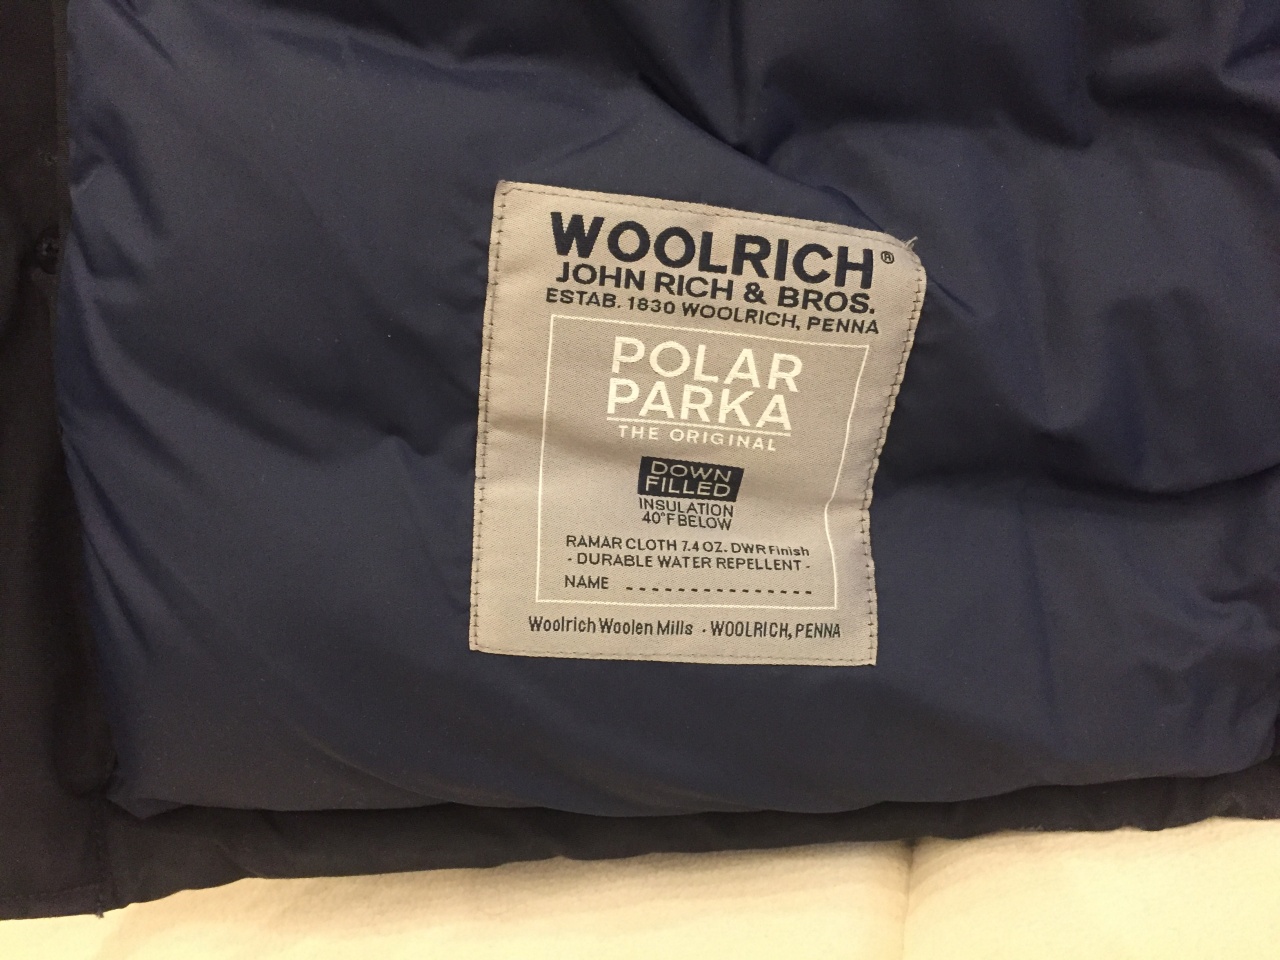 WOOLRICH®
JOHN RICH & BROS.
ESTAB. 1830 WOOLRICH, PENNA
POLAR
PARKA
THE ORIGINAL
DOWN
FILLED
INSULATION
40°F BELOW
RAMAR CLOTH 7.4 OZ. DWR Finish
- DURABLE WATER REPELLENT -
NAME ---------------
Woolrich Woolen Mills · WOOLRICH, PENNA